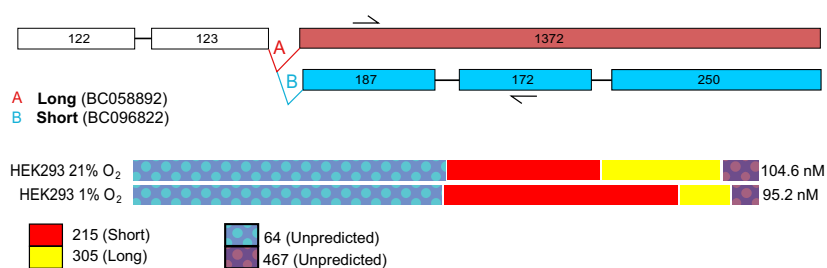 122
123
A
1372
B
187
172
250
A Long (BC058892)
B Short (BC096822)
HEK293 21% O₂
104.6 nM
HEK293 1% O₂
95.2 nM
215 (Short)
64 (Unpredicted)
305 (Long)
467 (Unpredicted)